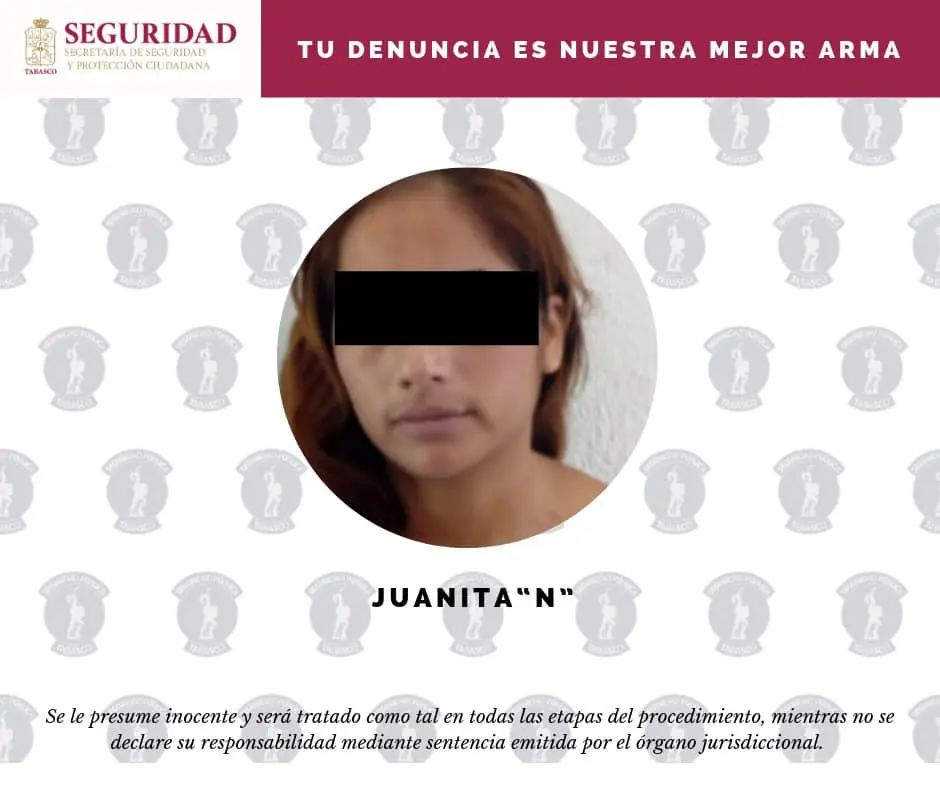 SEGURIDAD
SECRETARÍA DE SEGURIDAD
Y PROTECCIÓN CIUDADANA
TABASCO
TU DENUNCIA ES NUESTRA MEJOR ARMA
JUANITA“N”
Se le presume inocente y será tratado como tal en todas las etapas del procedimiento, mientras no se
declare su responsabilidad mediante sentencia emitida por el órgano jurisdiccional.